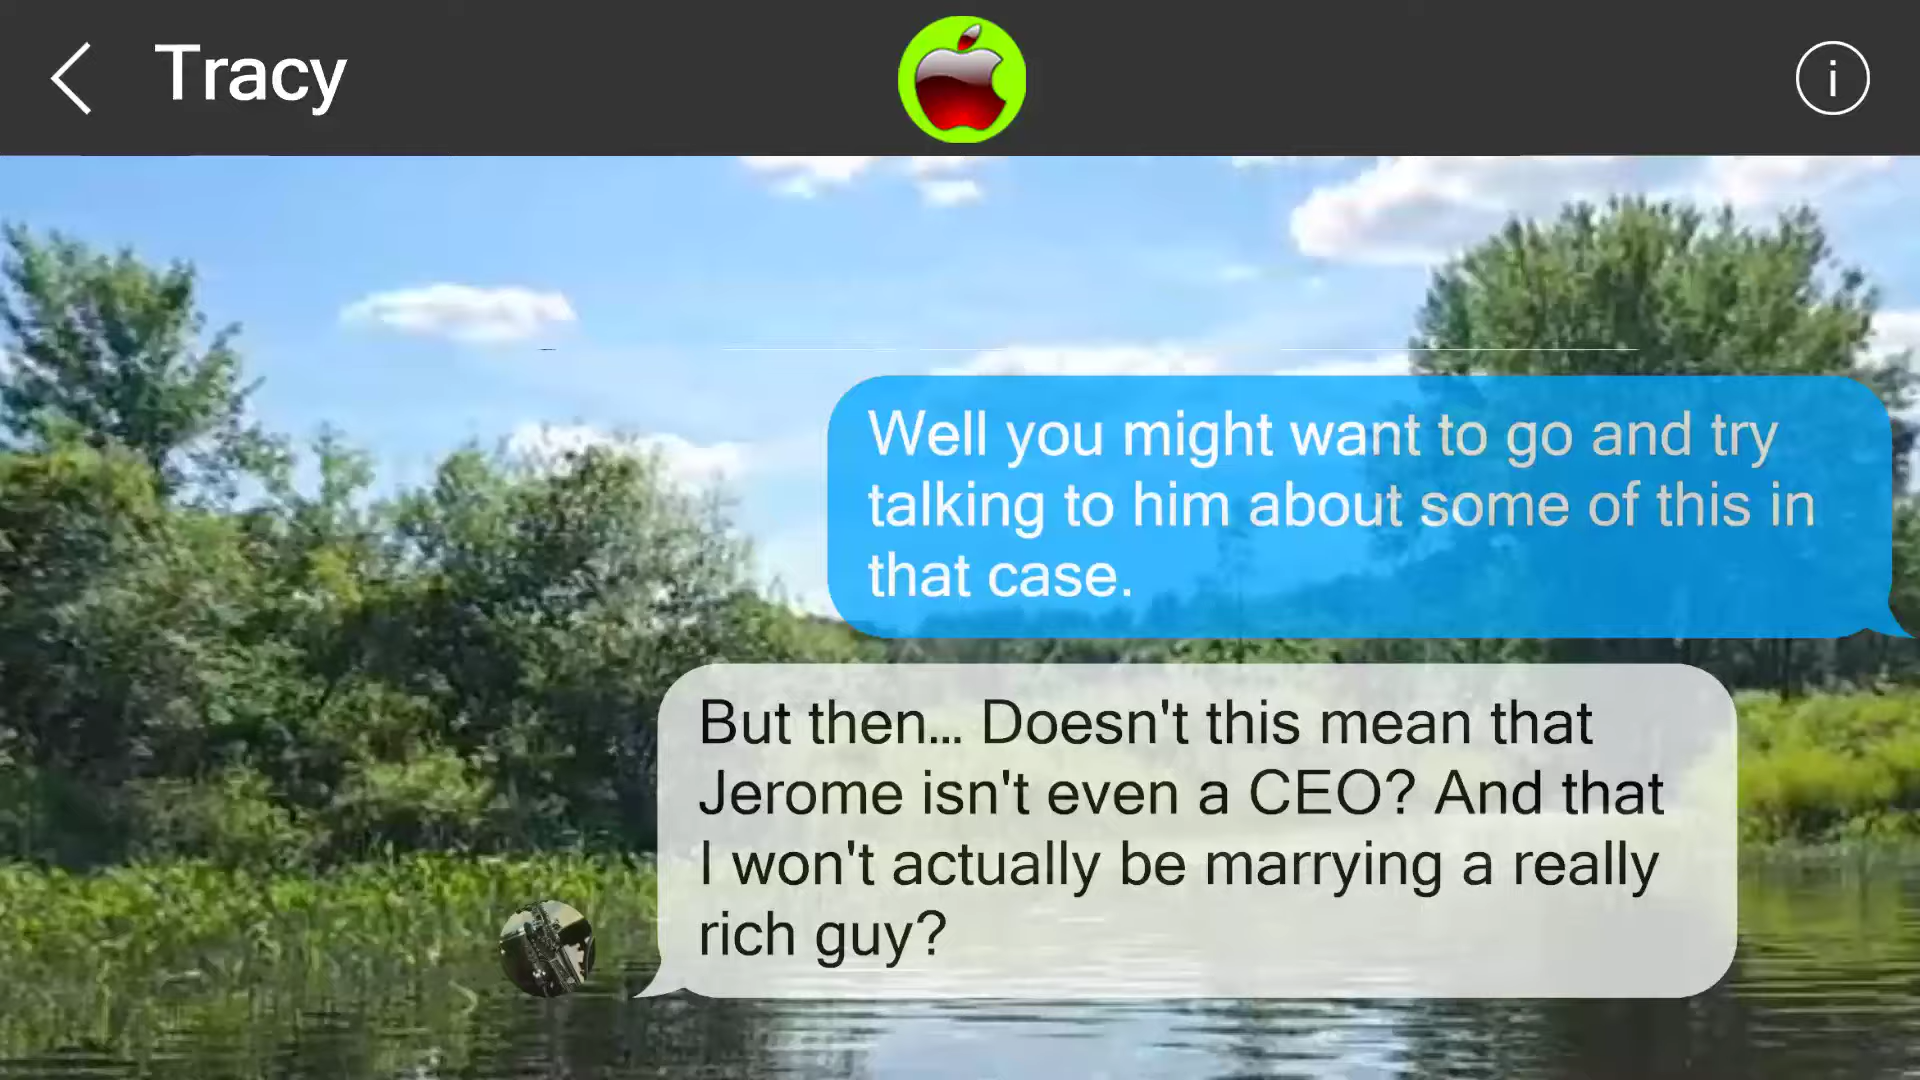 Tracy
Well you might want to go and try
talking to him about some of this in
that case.
But then... Doesn't this mean that
Jerome isn't even a CEO? And that
I won't actually be marrying a really
rich guy?